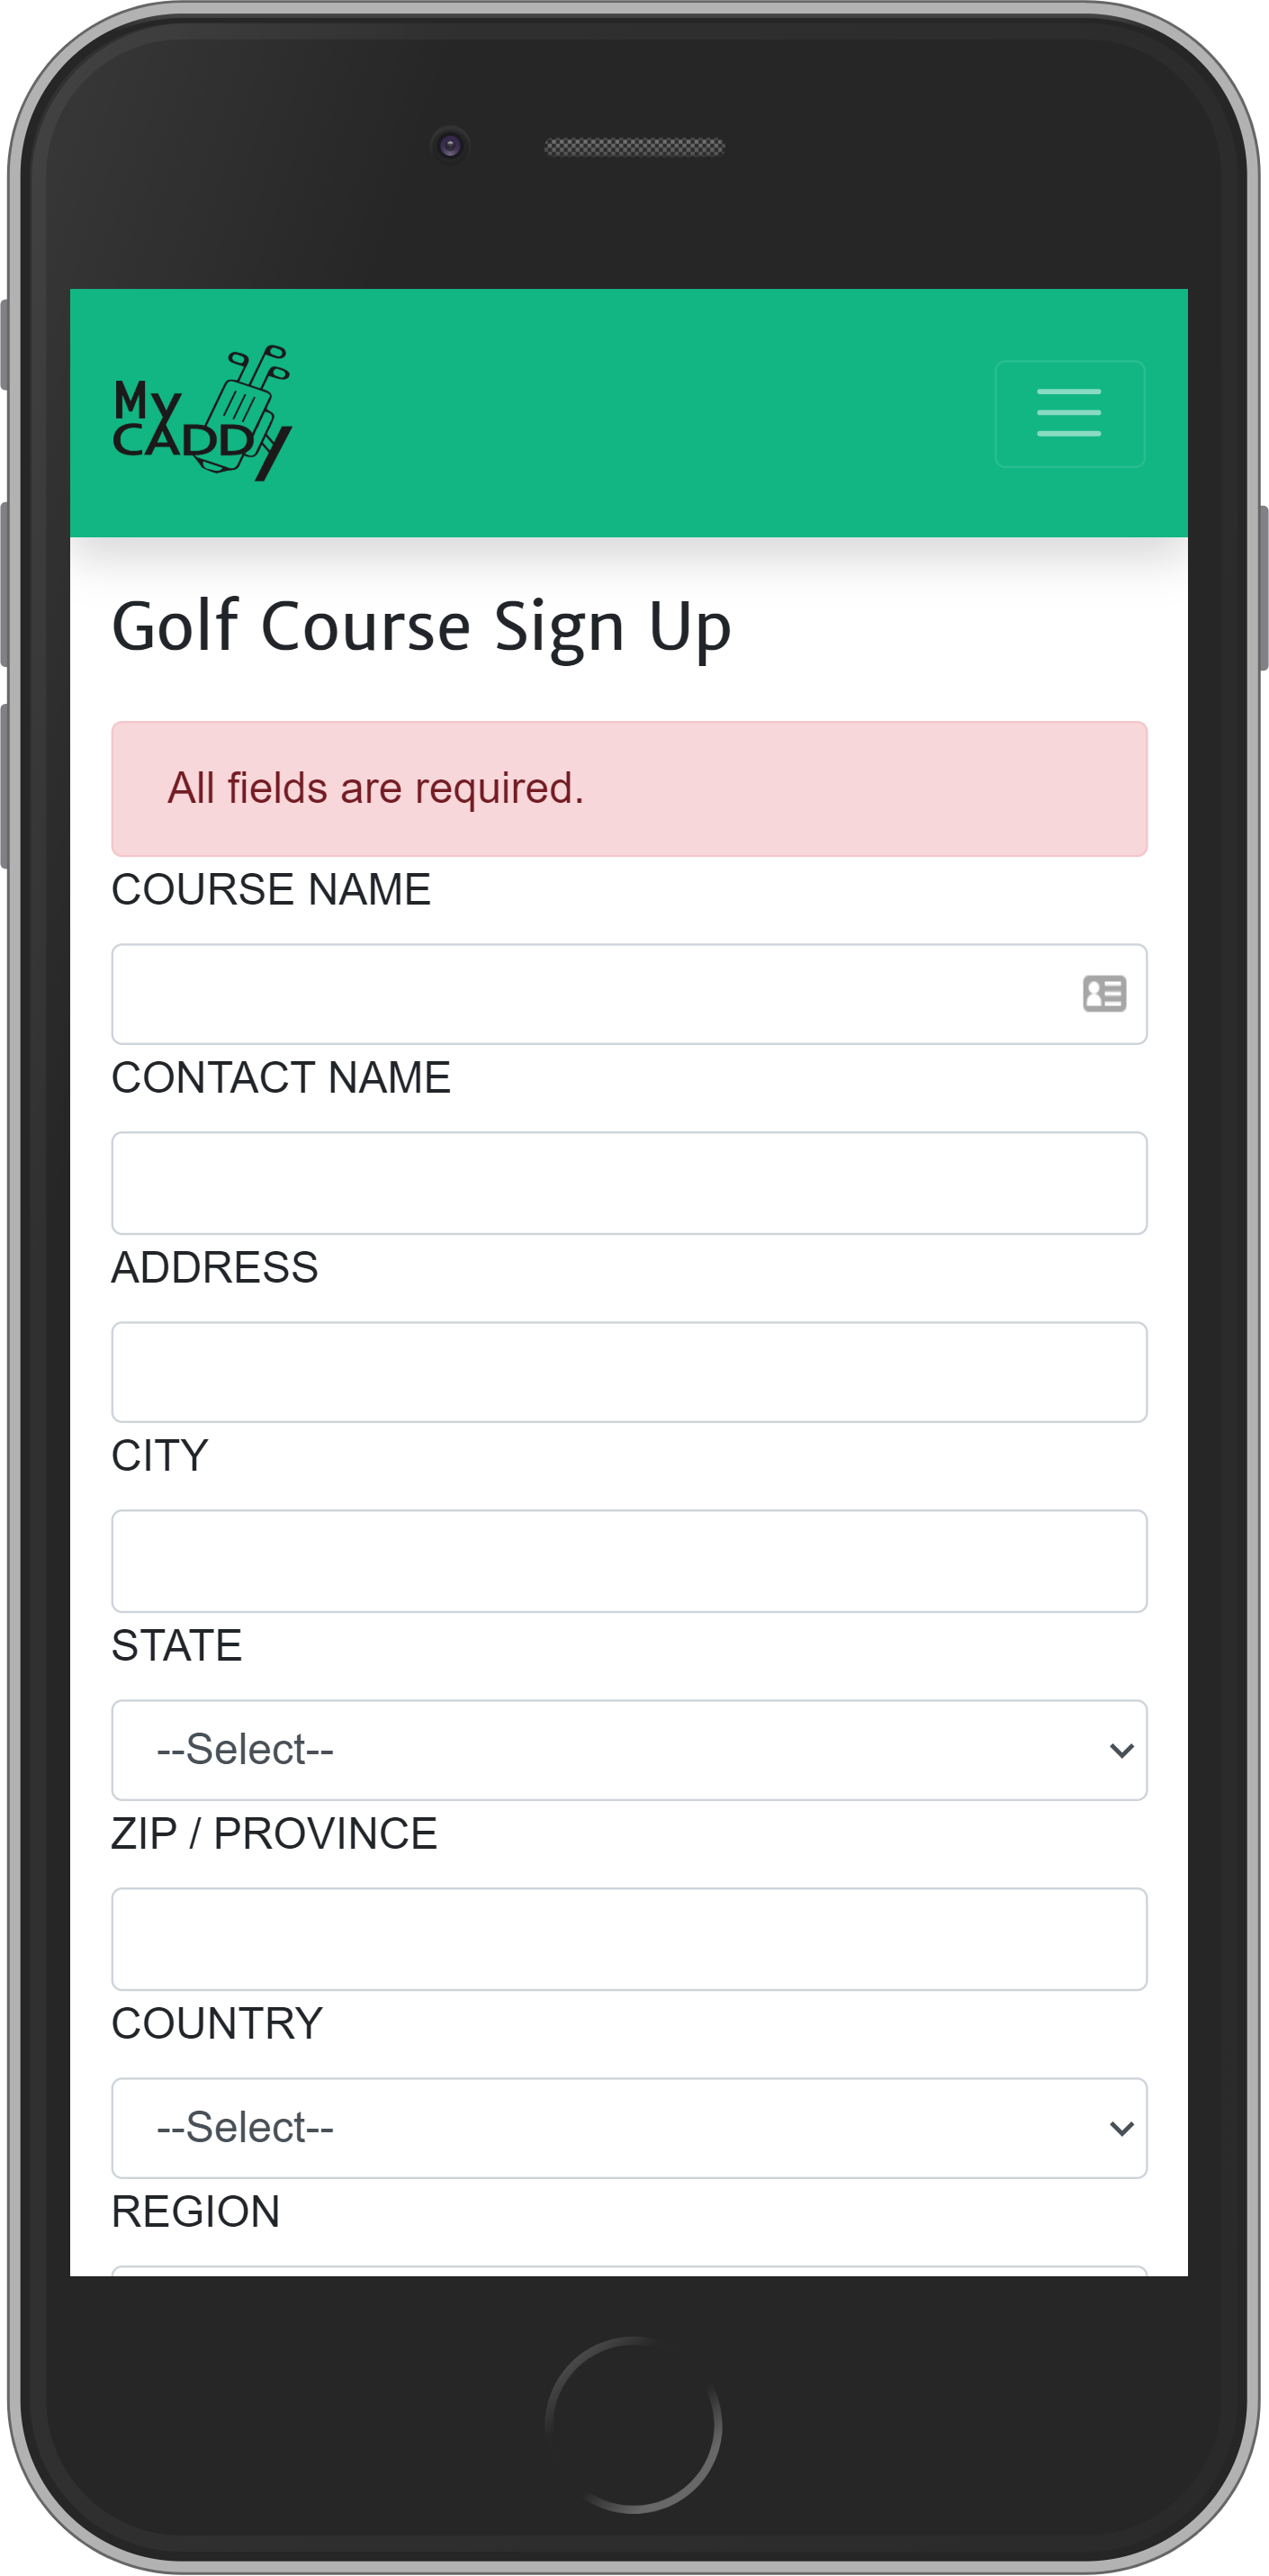 My
CADDY
Golf Course Sign Up
All fields are required.
COURSE NAME
CONTACT NAME
ADDRESS
CITY
STATE
--Select--
ZIP / PROVINCE
COUNTRY
--Select--
REGION